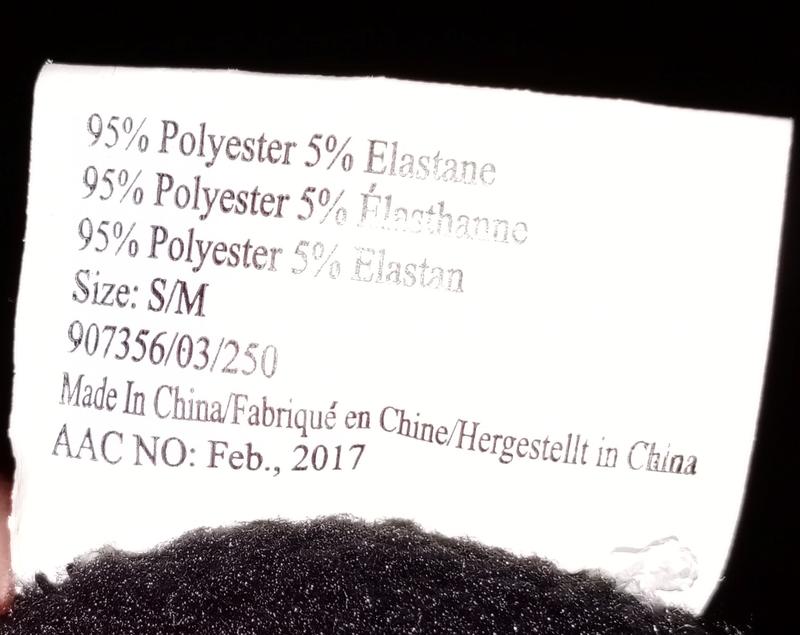 95% Polyester 5% Elastane
95% Polyester 5% Élasthanne
95% Polyester 5% Elastan
Size: S/M
907356/03/250
Made In China/Fabriqué en Chine/Hergestellt in China
AAC NO: Feb., 2017